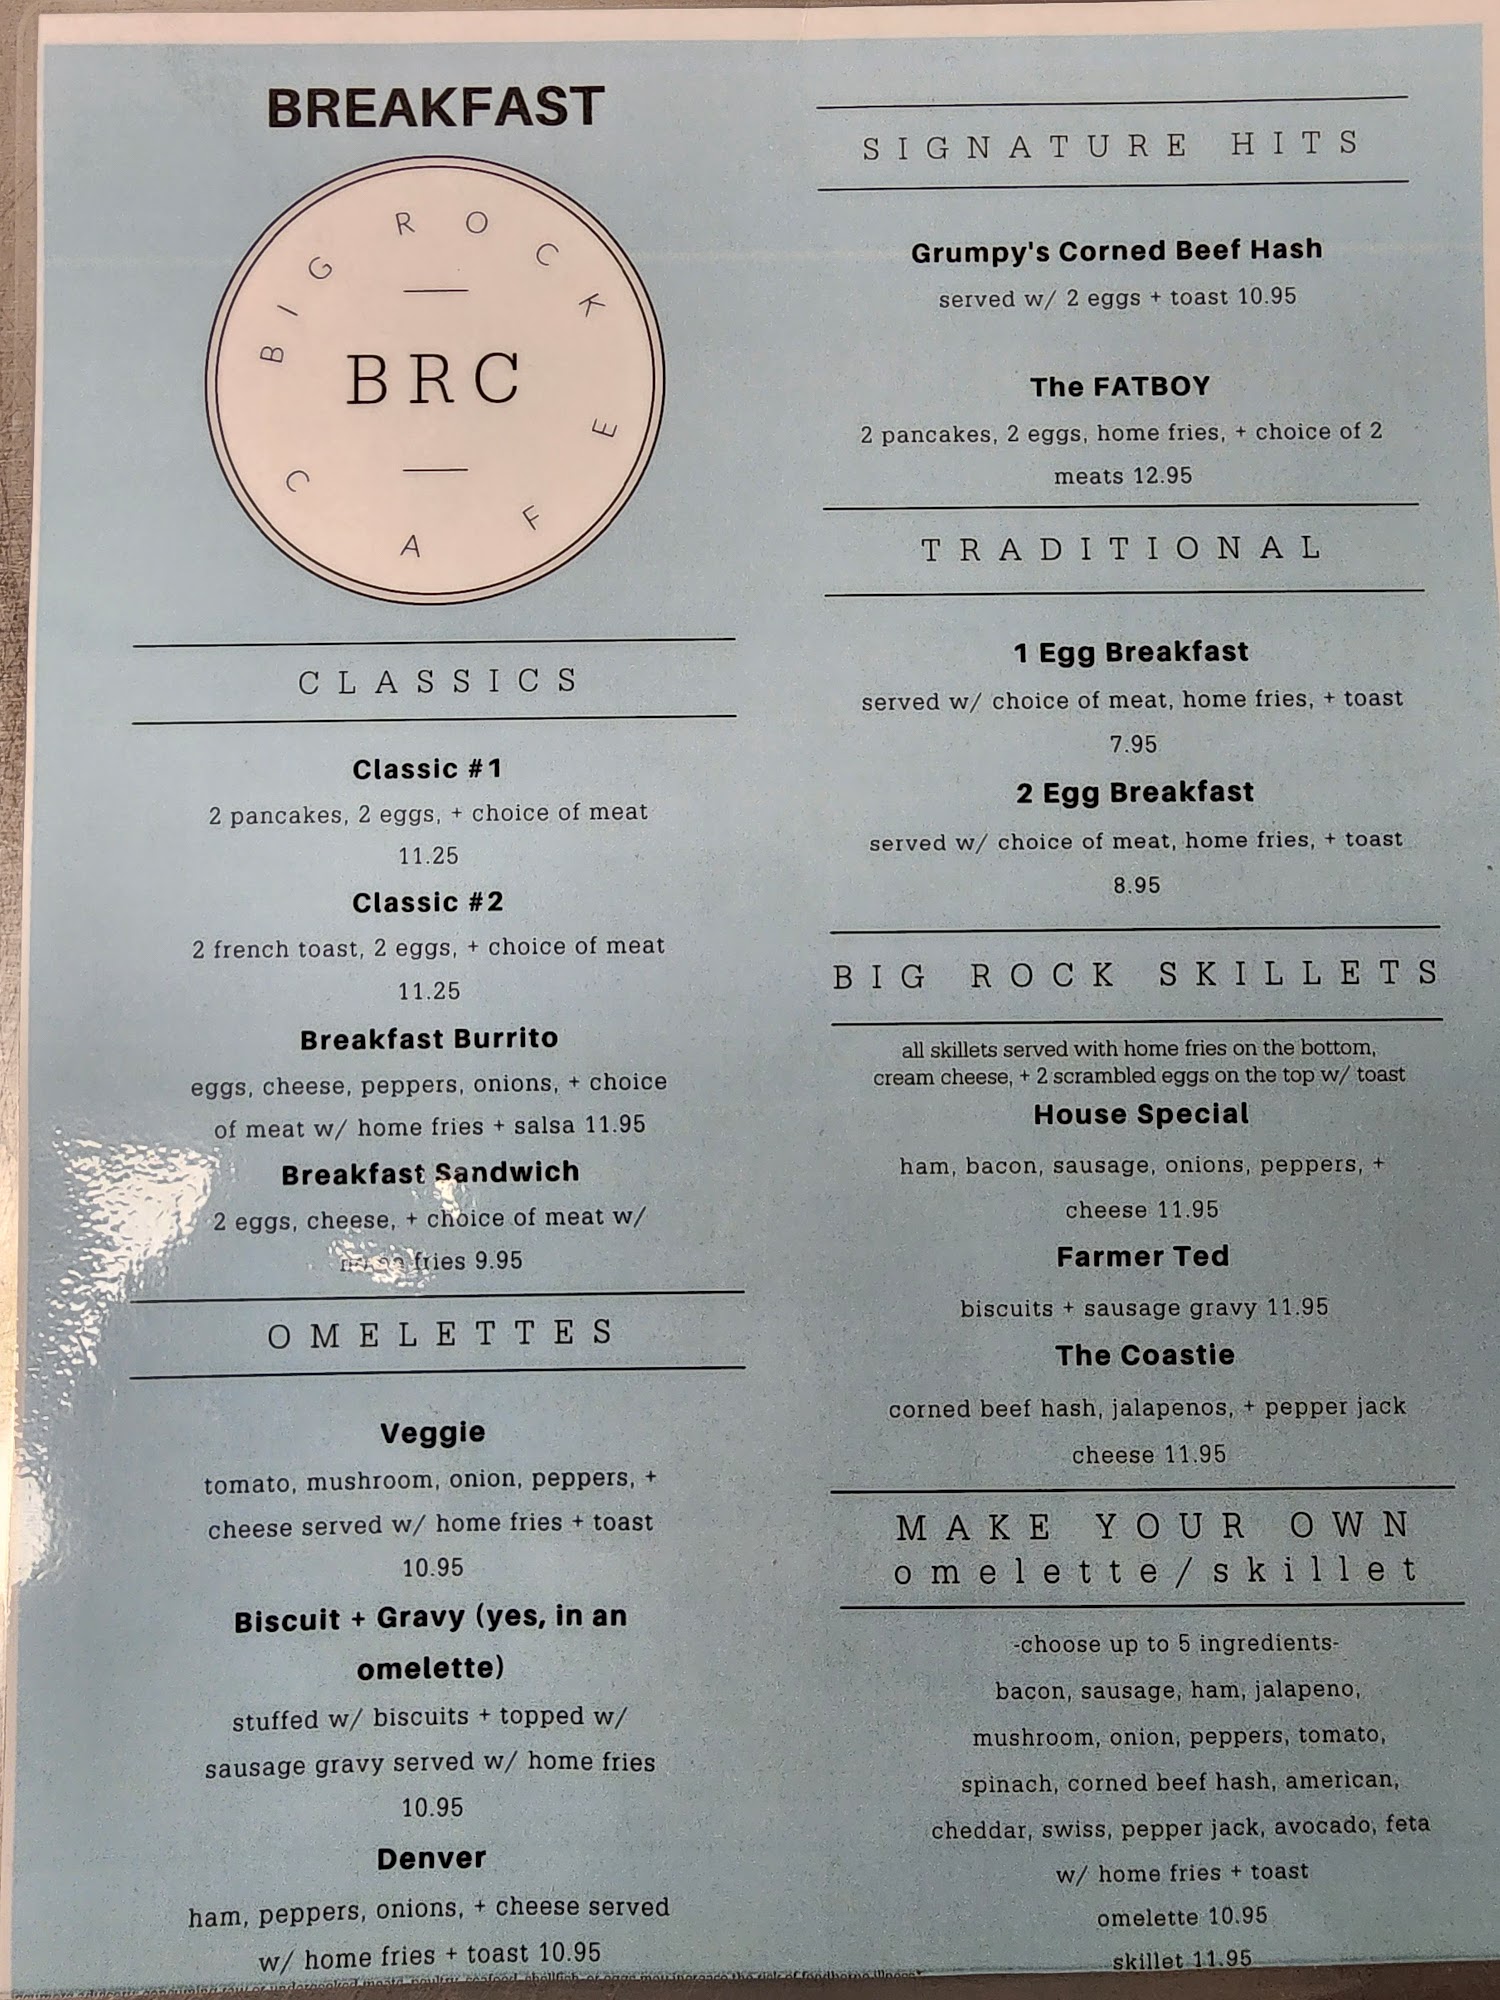 BREAKFAST
BIG ROCK CAFE
BRC
CLASSICS
Classic #1
2 pancakes, 2 eggs, + choice of meat
11.25
Classic #2
2 french toast, 2 eggs, + choice of meat
11.25
Breakfast Burrito
eggs, cheese, peppers, onions, + choice
of meat w/ home fries + salsa 11.95
Breakfast Sandwich
2 eggs, cheese, + choice of meat w/
fries 9.95
OMELETTES
Veggie
tomato, mushroom, onion, peppers, +
cheese served w/ home fries + toast
10.95
Biscuit + Gravy (yes, in an
omelette)
stuffed w/ biscuits + topped w/
sausage gravy served w/ home fries
10.95
Denver
ham, peppers, onions, + cheese served
w/ home fries + toast 10.95
SIGNATURE HITS
Grumpy's Corned Beef Hash
served w/ 2 eggs + toast 10.95
The FATBOY
2 pancakes, 2 eggs, home fries, + choice of 2
meats 12.95
TRADITIONAL
1 Egg Breakfast
served w/ choice of meat, home fries, + toast
7.95
2 Egg Breakfast
served w/ choice of meat, home fries, + toast
8.95
BIG ROCK SKILLETS
all skillets served with home fries on the bottom,
cream cheese, + 2 scrambled eggs on the top w/ toast
House Special
ham, bacon, sausage, onions, peppers, +
cheese 11.95
Farmer Ted
biscuits + sausage gravy 11.95
The Coastie
corned beef hash, jalapenos, + pepper jack
cheese 11.95
MAKE YOUR OWN
omelette/skillet
-choose up to 5 ingredients-
bacon, sausage, ham, jalapeno,
mushroom, onion, peppers, tomato,
spinach, corned beef hash, american,
cheddar, swiss, pepper jack, avocado, feta
w/ home fries + toast
omelette 10.95
skillet 11.95